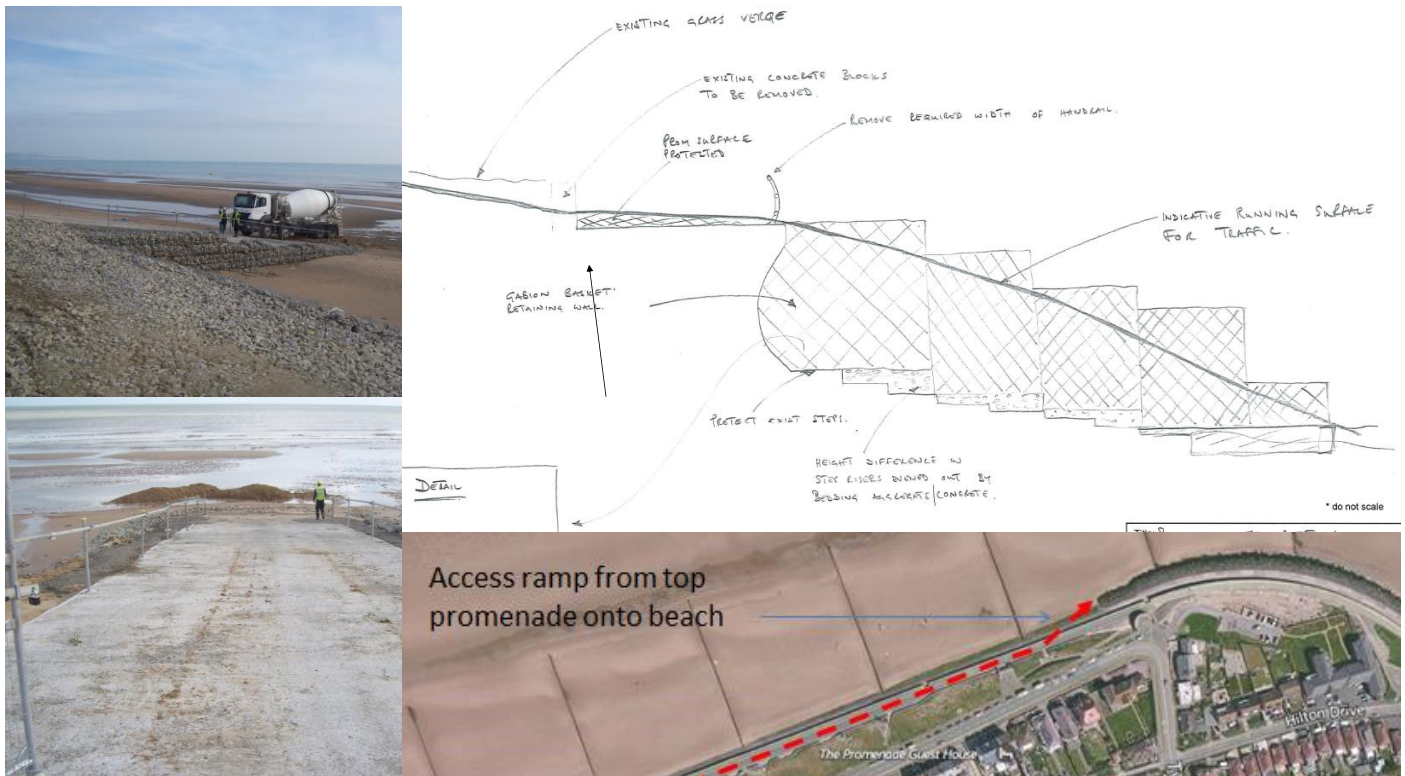 EXISTING GRASS VERGE
EXISTING CONCRETE BLOCKS
TO BE REMOVED.
REMOVE REQUIRED WIDTH OF HANDRAIL.
PROM SURFACE
PROTECTED
INDICATIVE RUNNING SURFACE
FOR TRAFFIC.
GABION BASKET
RETAINING WALL.
PROTECT EXIST STEPS.
HEIGHT DIFFERENCE IN
STEP RISERS EVENED OUT BY
BEDDING AGGREGATE/CONCRETE.
DETAIL
* do not scale
Access ramp from top
promenade onto beach
Hilton Drive
The Promenade Guest House